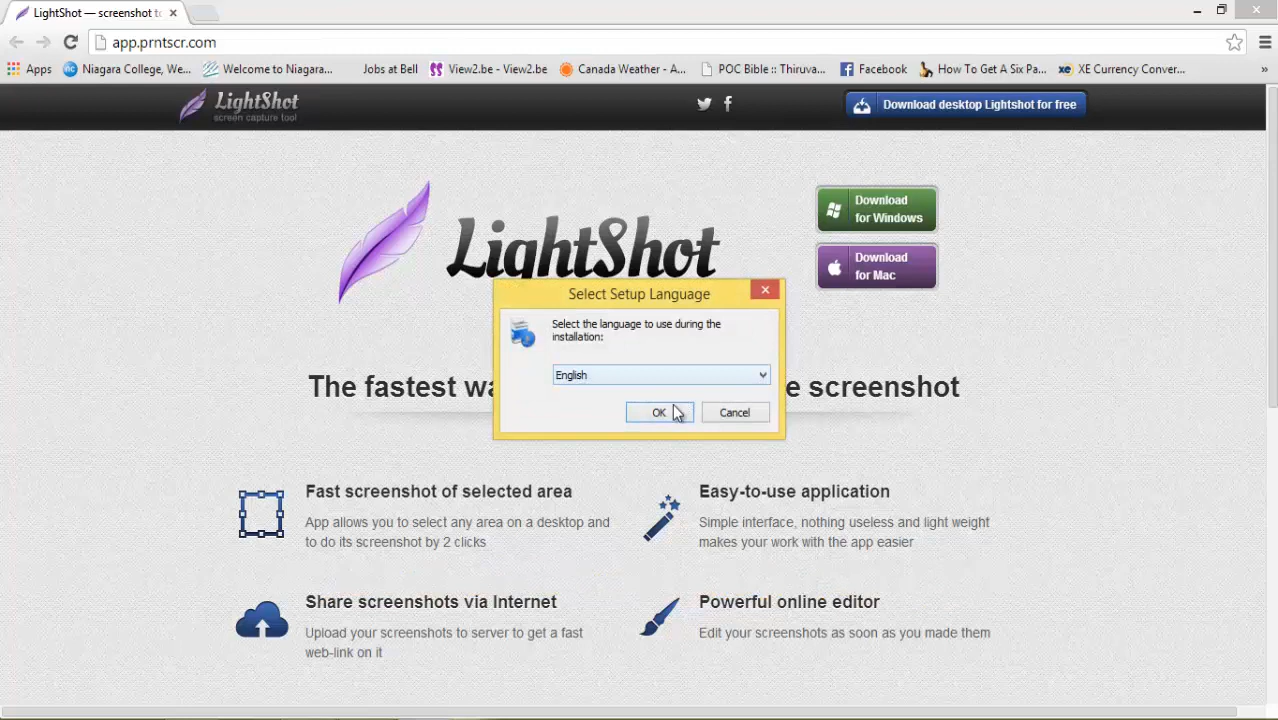 LightShot — screenshot to
app.prntscr.com
Apps
Niagara College, We...
Welcome to Niagara...
Jobs at Bell
View2.be - View2.be
Canada Weather - A...
POC Bible :: Thiruva...
Facebook
How To Get A Six Pa...
XE Currency Conver...
»
LightShot
screen capture tool
Download desktop Lightshot for free
LightShot
Download
for Windows
Download
for Mac
Select Setup Language
Select the language to use during the
installation:
English
OK
Cancel
The fastest wa
e screenshot
Fast screenshot of selected area
App allows you to select any area on a desktop and
to do its screenshot by 2 clicks
Easy-to-use application
Simple interface, nothing useless and light weight
makes your work with the app easier
Share screenshots via Internet
Upload your screenshots to server to get a fast
web-link on it
Powerful online editor
Edit your screenshots as soon as you made them